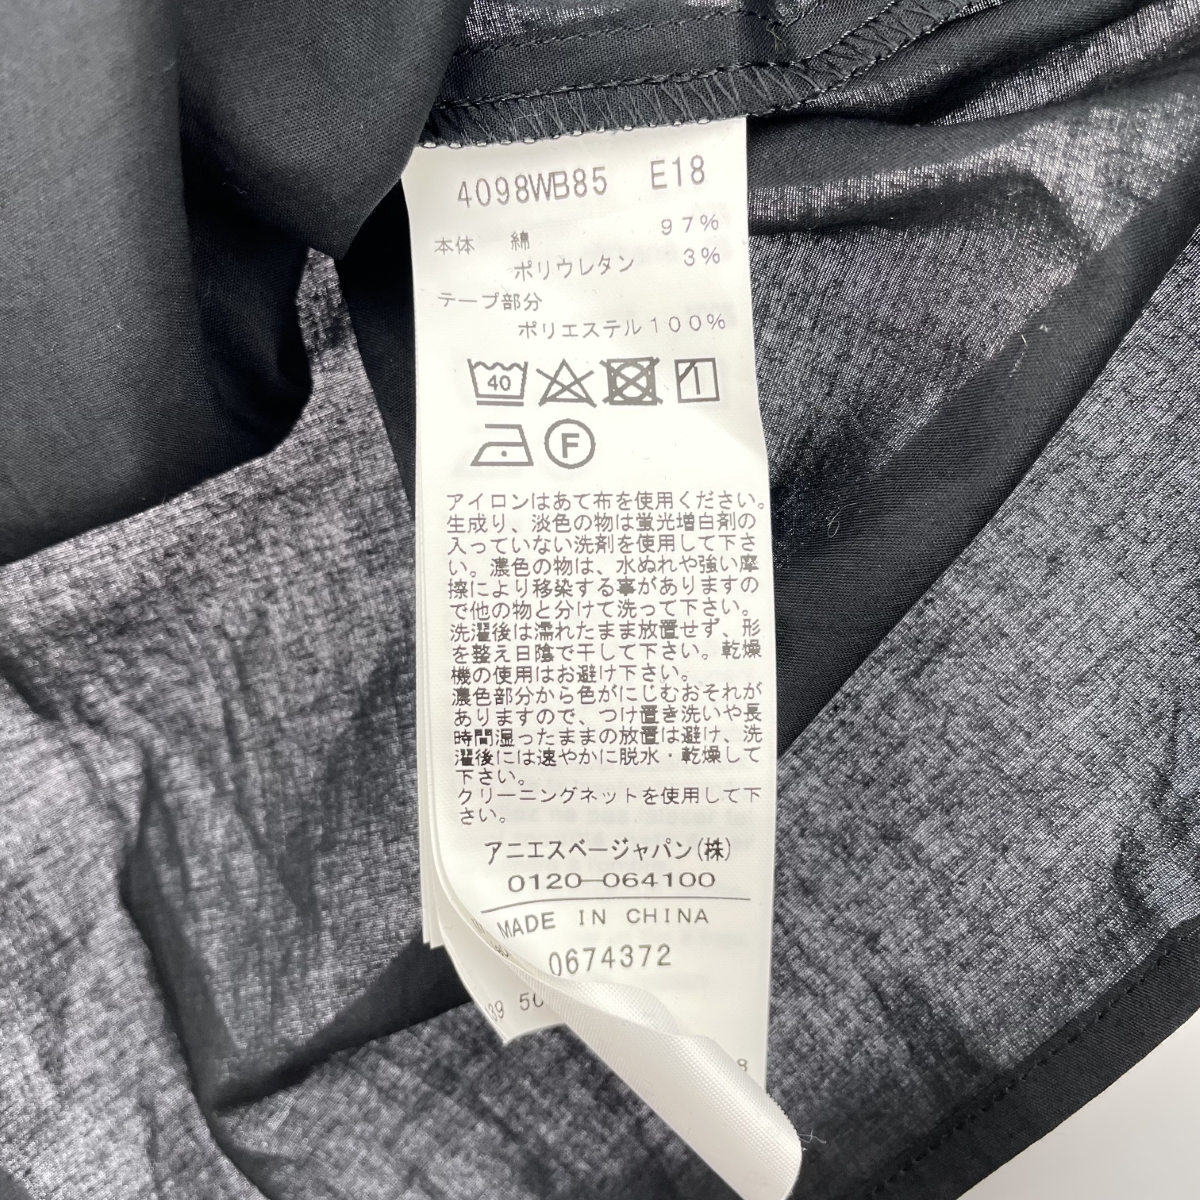 4098WB85 E18
本体 綿 97%
ポリウレタン 3%
テープ部分
ポリエステル100%
40
F
アイロンはあて布を使用ください。
生成り、淡色の物は蛍光増白剤の
入っていない洗剤を使用して下さ
い。濃色の物は、水ぬれや強い摩
擦により移染する事がありますの
で他の物と分けて洗って下さい。
洗濯後は濡れたまま放置せず、形
を整え日陰で干して下さい。乾燥
機の使用はお避け下さい。
濃色部分から色がにじむおそれが
ありますので、つけ置き洗いや長
時間湿ったままの放置は避け、洗
濯後には速やかに脱水・乾燥して
下さい。
クリーニングネットを使用して下
さい。
アニエスベージャパン(株)
0120-064100
MADE IN CHINA
0674372
39
8